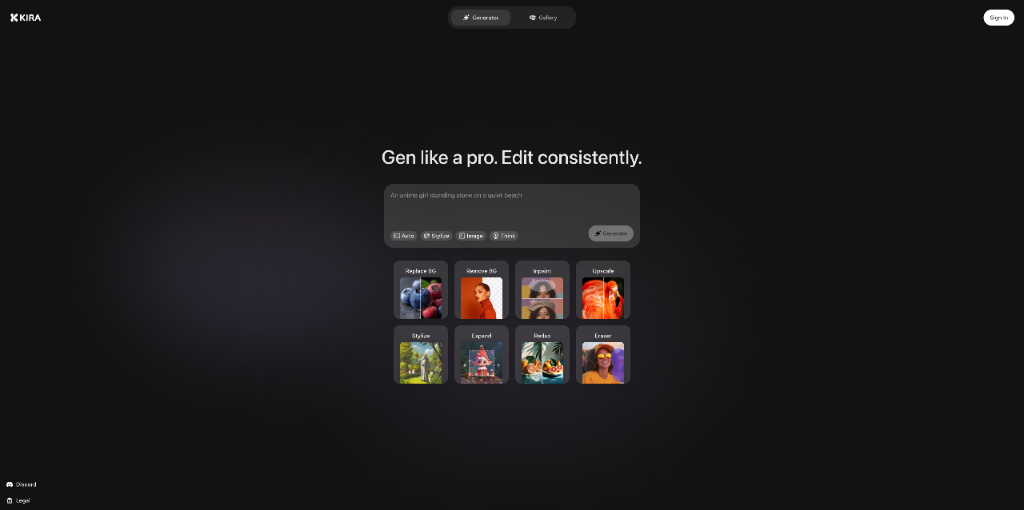 KIRA
Generator
Gallery
Sign In
Gen like a pro. Edit consistently.
An anime girl standing alone on a quiet beach
Auto
Stylize
Image
Think
Generate
Replace BG
Remove BG
Inpaint
Upscale
Stylize
Expand
Redux
Eraser
Discord
Legal